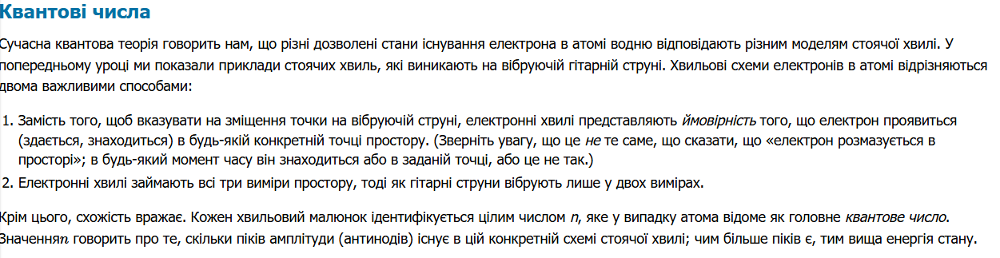 Квантові числа
Сучасна квантова теорія говорить нам, що різні дозволені стани існування електрона в атомі водню відповідають різним моделям стоячої хвилі. У
попередньому уроці ми показали приклади стоячих хвиль, які виникають на вібруючій гітарній струні. Хвильові схеми електронів в атомі відрізняються
двома важливими способами:
1. Замість того, щоб вказувати на зміщення точки на вібруючій струні, електронні хвилі представляють ймовірність того, що електрон проявиться
(здається, знаходиться) в будь-якій конкретній точці простору. (Зверніть увагу, що це не те саме, що сказати, що «електрон розмазується в
просторі»; в будь-який момент часу він знаходиться або в заданій точці, або це не так.)
2. Електронні хвилі займають всі три виміри простору, тоді як гітарні струни вібрують лише у двох вимірах.
Крім цього, схожість вражає. Кожен хвильовий малюнок ідентифікується цілим числом n, яке у випадку атома відоме як головне квантове число.
Значенняn говорить про те, скільки піків амплітуди (антинодів) існує в цій конкретній схемі стоячої хвилі; чим більше піків є, тим вища енергія стану.